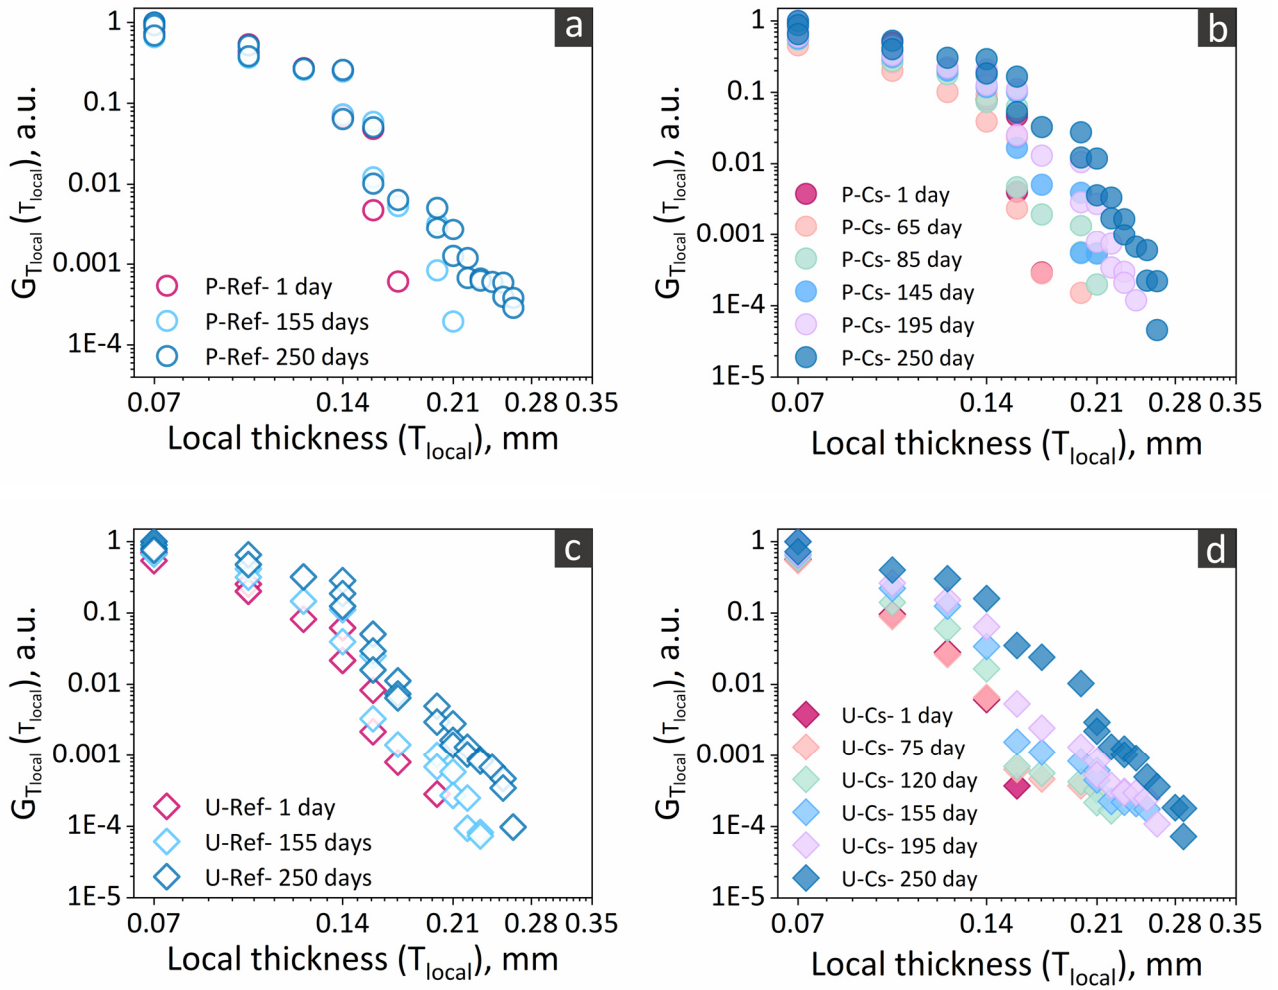 a
1
0.1
0.01
0.001
1E-4
G_Tlocal (T_local), a.u.
P-Ref- 1 day
P-Ref- 155 days
P-Ref- 250 days
0.07 0.14 0.21 0.28 0.35
Local thickness (T_local), mm
b
1
0.1
0.01
0.001
1E-4
1E-5
G_Tlocal (T_local), a.u.
P-Cs- 1 day
P-Cs- 65 day
P-Cs- 85 day
P-Cs- 145 day
P-Cs- 195 day
P-Cs- 250 day
0.07 0.14 0.21 0.28 0.35
Local thickness (T_local), mm
c
1
0.1
0.01
0.001
1E-4
1E-5
G_Tlocal (T_local), a.u.
U-Ref- 1 day
U-Ref- 155 days
U-Ref- 250 days
0.07 0.14 0.21 0.28 0.35
Local thickness (T_local), mm
d
1
0.1
0.01
0.001
1E-4
1E-5
G_Tlocal (T_local), a.u.
U-Cs- 1 day
U-Cs- 75 day
U-Cs- 120 day
U-Cs- 155 day
U-Cs- 195 day
U-Cs- 250 day
0.07 0.14 0.21 0.28 0.35
Local thickness (T_local), mm